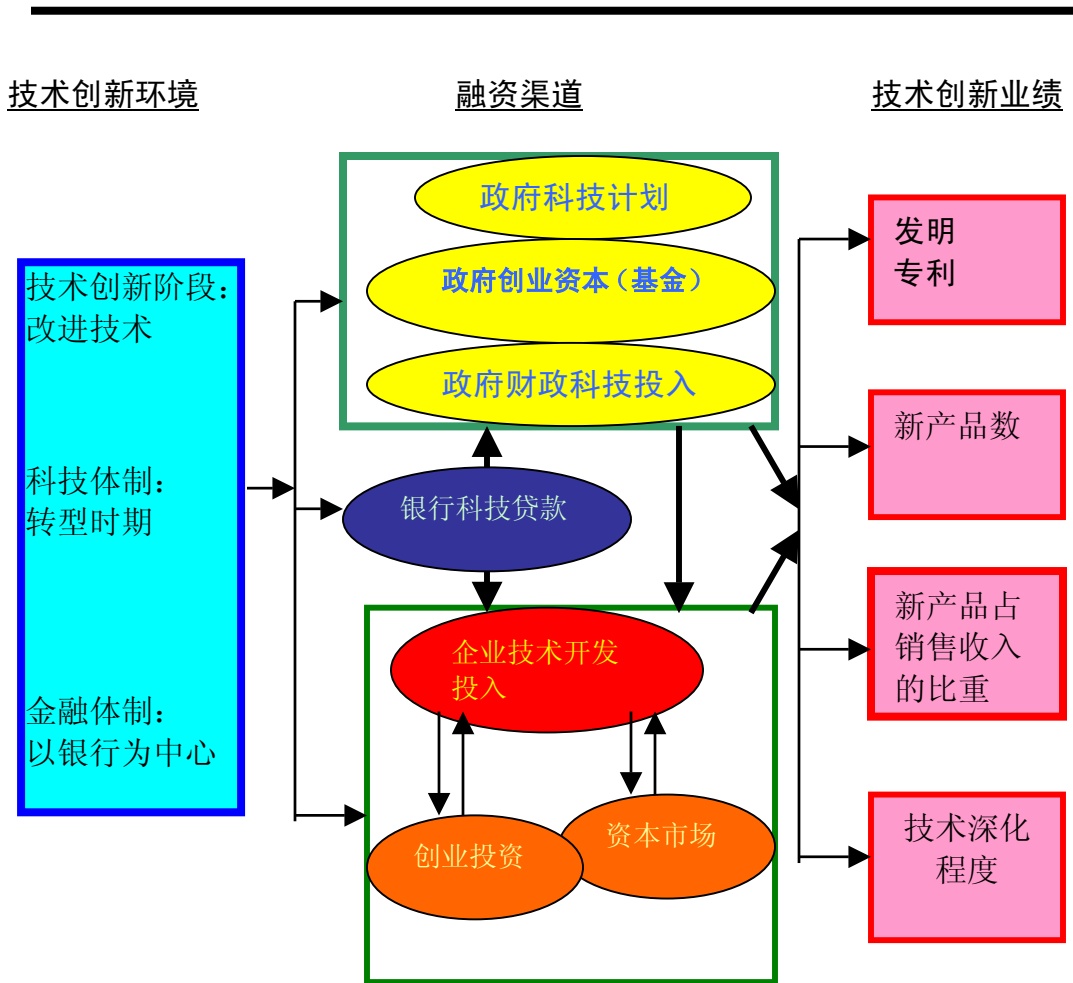 技术创新环境
融资渠道
技术创新业绩
技术创新阶段：
改进技术
科技体制：
转型时期
金融体制：
以银行为中心
政府科技计划
政府创业资本（基金）
政府财政科技投入
银行科技贷款
企业技术开发
投入
创业投资
资本市场
发明
专利
新产品数
新产品占
销售收入
的比重
技术深化
程度